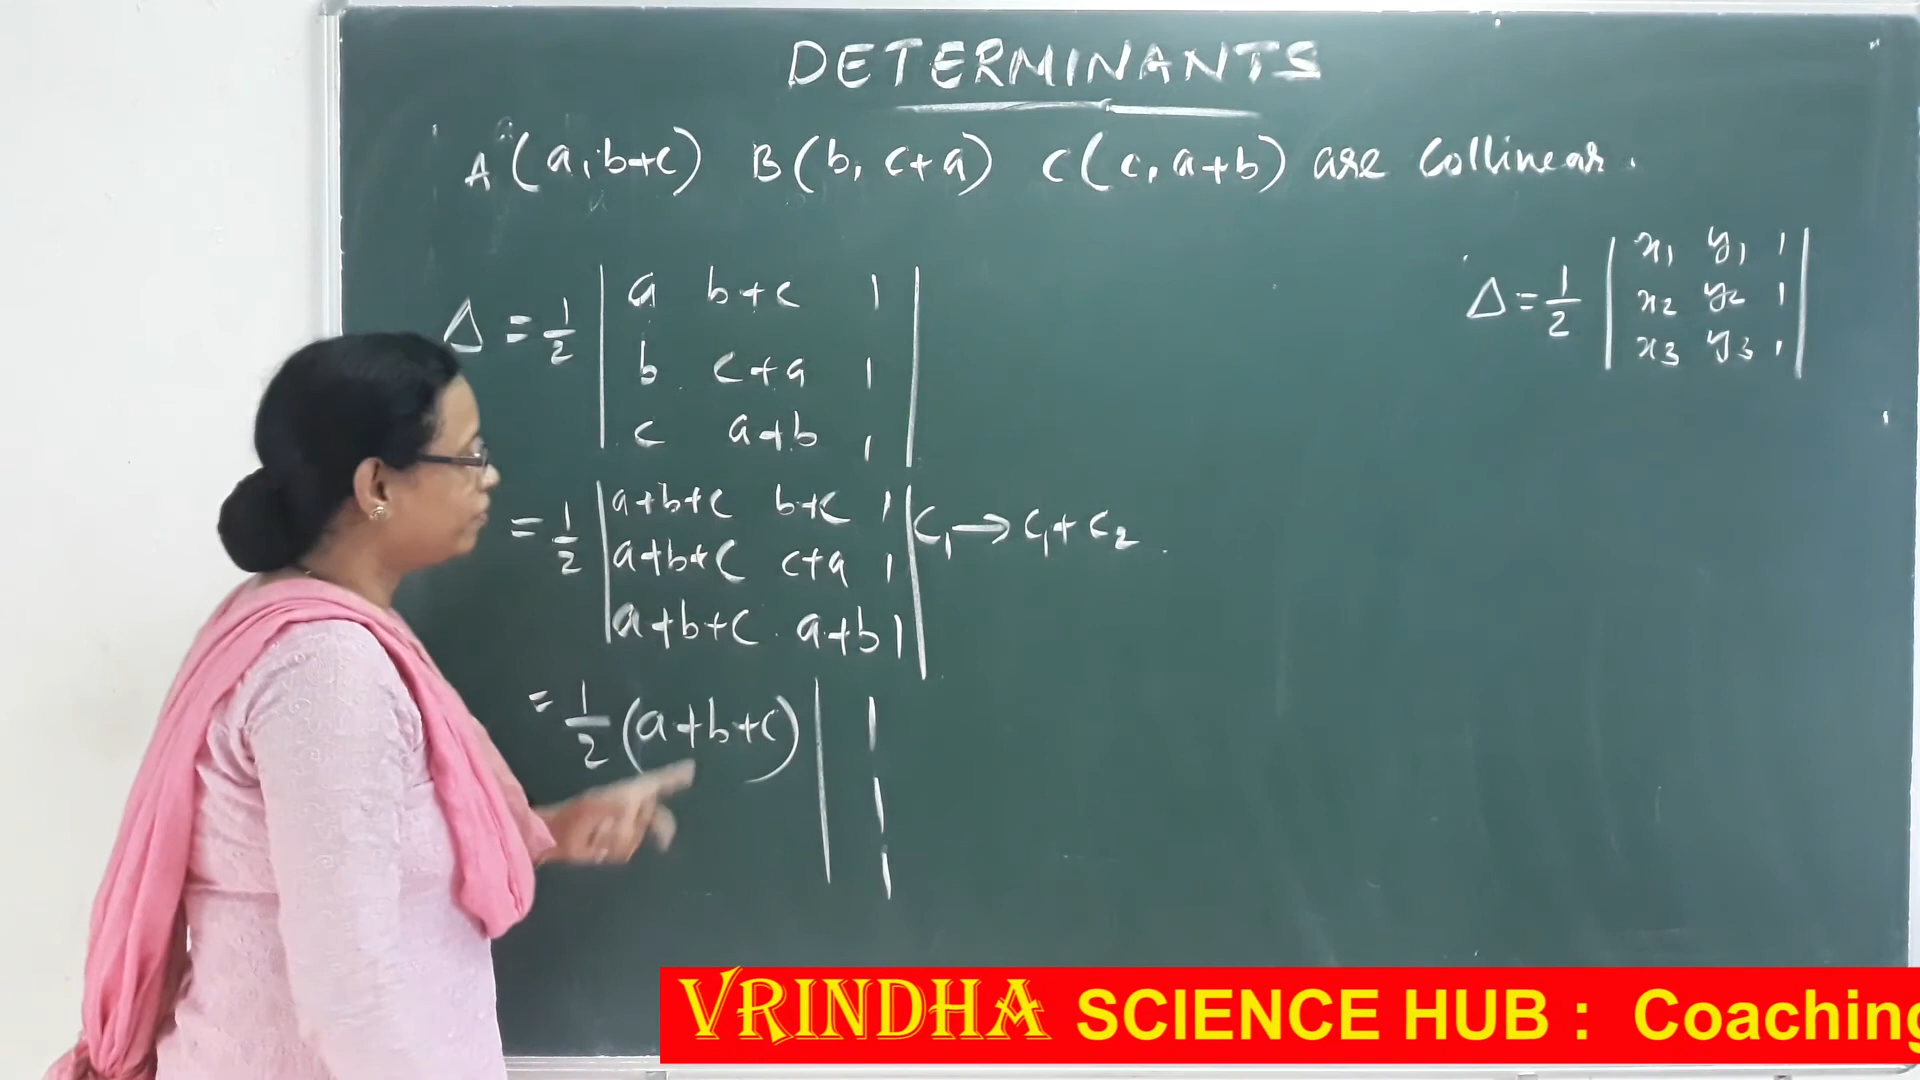 DETERMINANTS
A(a, b+c) B(b, c+a) C(c, a+b) are collinear.
Δ = 1/2 | x1 y1 1 |
| x2 y2 1 |
| x3 y3 1 |
Δ = 1/2 | a b+c 1 |
| b c+a 1 |
| c a+b 1 |
= 1/2 | a+b+c b+c 1 | C1 → C1 + C2
| a+b+c c+a 1 |
| a+b+c a+b 1 |
= 1/2 (a+b+c) | 1
1
1
VRINDHA SCIENCE HUB : Coaching